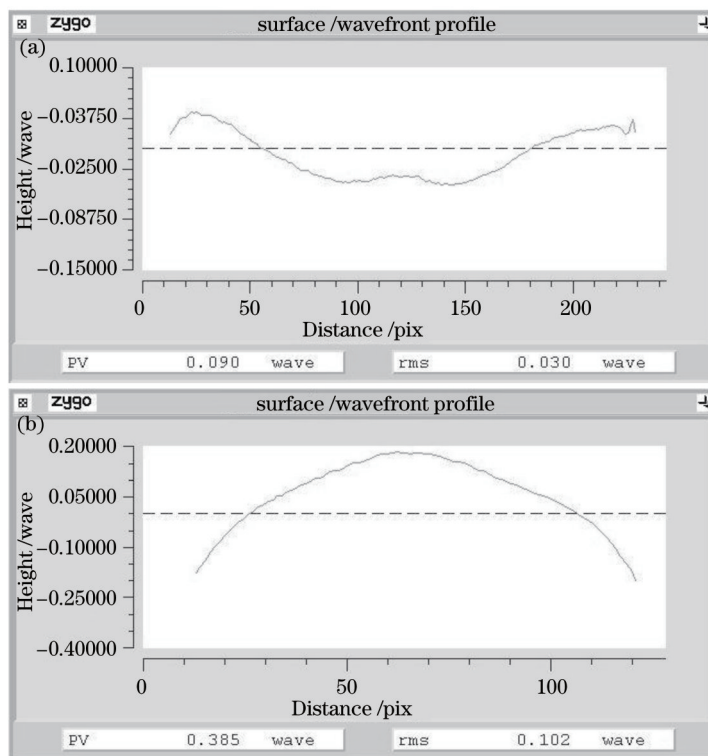 zygo surface /wavefront profile
(a)
0.10000
-0.03750
-0.02500
-0.08750
-0.15000
Height /wave
0 50 100 150 200
Distance /pix
PV 0.090 wave rms 0.030 wave
zygo surface /wavefront profile
(b)
0.20000
0.05000
-0.10000
-0.25000
-0.40000
Height /wave
0 50 100
Distance /pix
PV 0.385 wave rms 0.102 wave